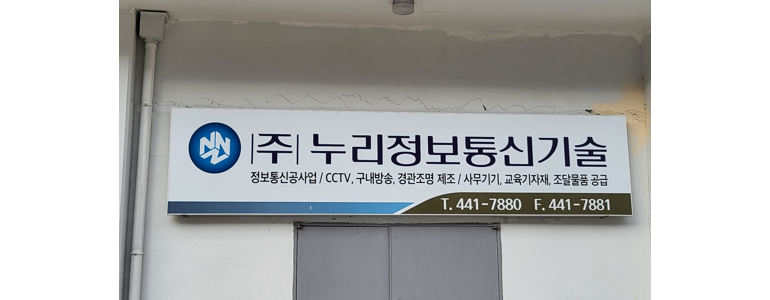 (주) 누리정보통신기술
정보통신공사업 / CCTV, 구내방송, 경관조명 제조 / 사무기기, 교육기자재, 조달물품 공급
T. 441-7880 F. 441-7881